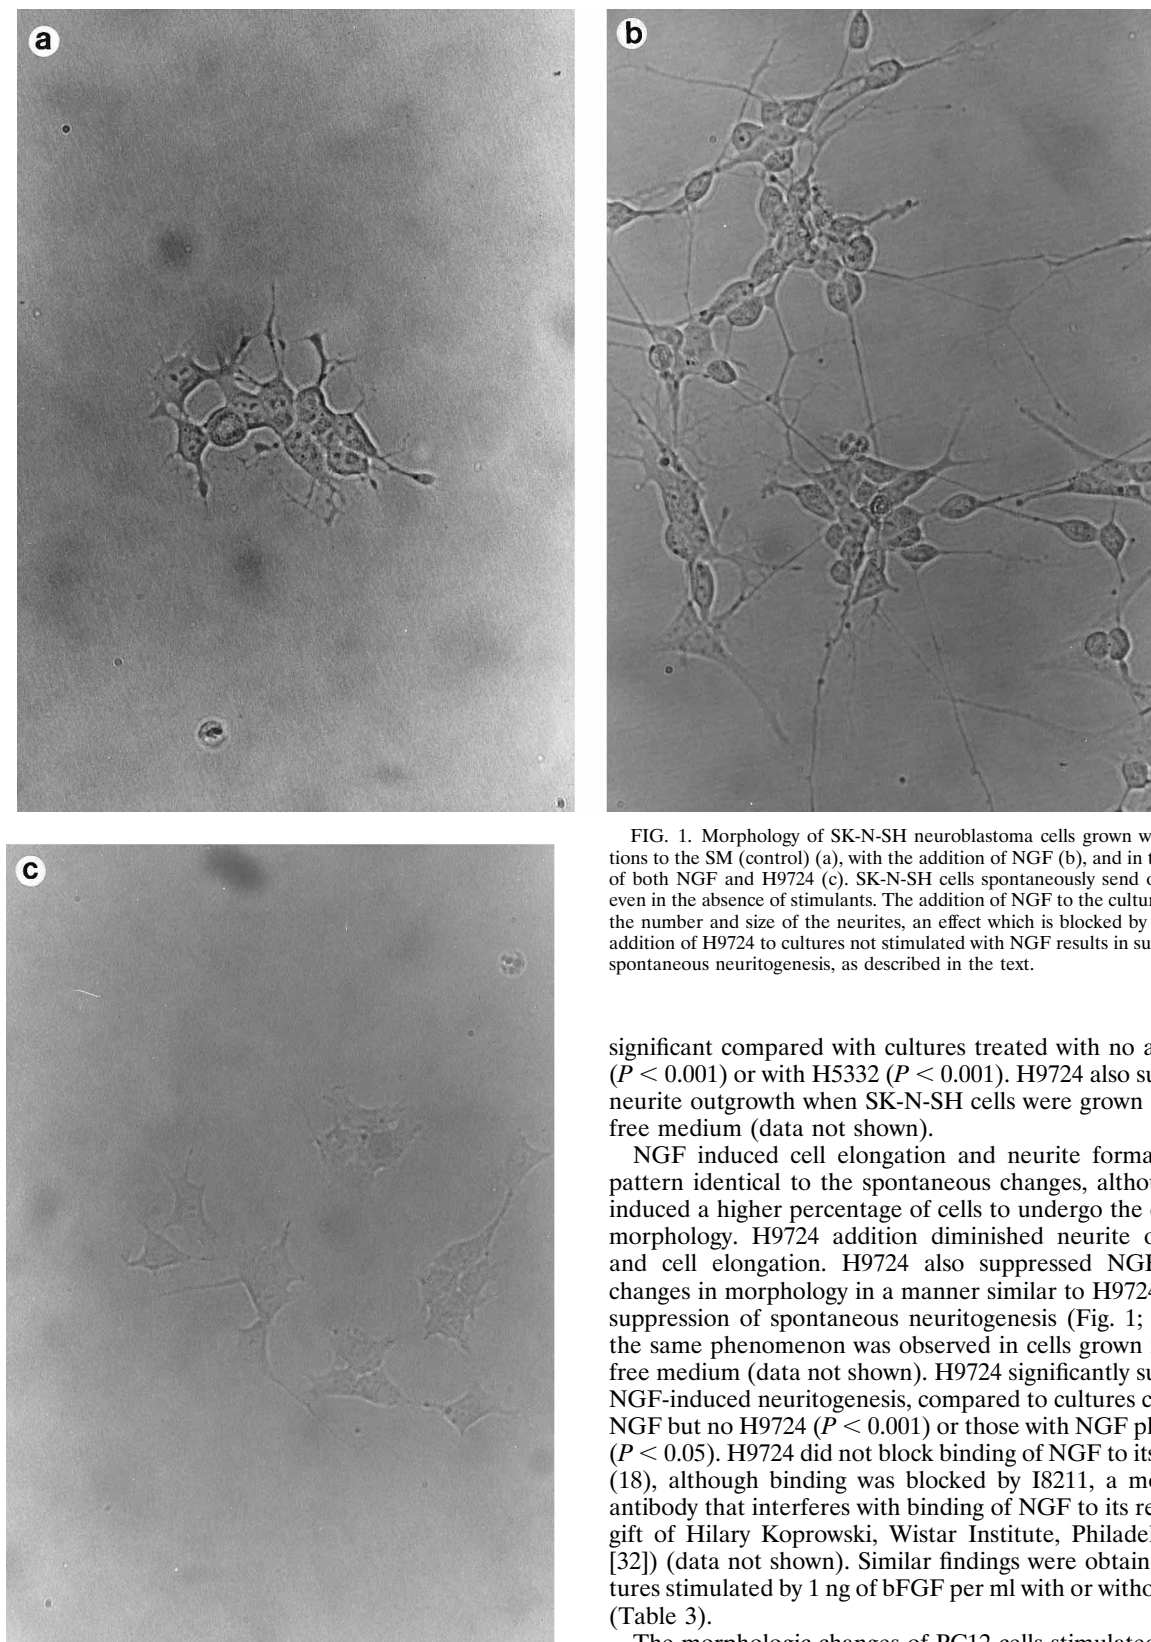 a
b
c
FIG. 1. Morphology of SK-N-SH neuroblastoma cells grown w
tions to the SM (control) (a), with the addition of NGF (b), and in t
of both NGF and H9724 (c). SK-N-SH cells spontaneously send o
even in the absence of stimulants. The addition of NGF to the cultur
the number and size of the neurites, an effect which is blocked by
addition of H9724 to cultures not stimulated with NGF results in su
spontaneous neuritogenesis, as described in the text.
significant compared with cultures treated with no a
(P < 0.001) or with H5332 (P < 0.001). H9724 also su
neurite outgrowth when SK-N-SH cells were grown
free medium (data not shown).
NGF induced cell elongation and neurite forma
pattern identical to the spontaneous changes, althou
induced a higher percentage of cells to undergo the
morphology. H9724 addition diminished neurite o
and cell elongation. H9724 also suppressed NGF
changes in morphology in a manner similar to H9724
suppression of spontaneous neuritogenesis (Fig. 1;
the same phenomenon was observed in cells grown
free medium (data not shown). H9724 significantly su
NGF-induced neuritogenesis, compared to cultures c
NGF but no H9724 (P < 0.001) or those with NGF pl
(P < 0.05). H9724 did not block binding of NGF to its
(18), although binding was blocked by I8211, a mo
antibody that interferes with binding of NGF to its re
gift of Hilary Koprowski, Wistar Institute, Philadel
[32]) (data not shown). Similar findings were obtain
tures stimulated by 1 ng of bFGF per ml with or witho
(Table 3).
The morphologic changes of PC12 cells stimulated